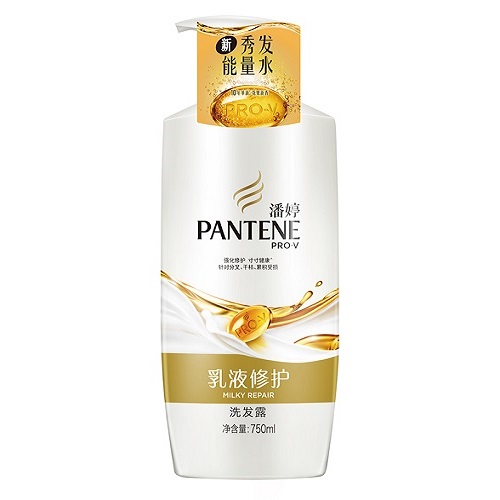 新 秀发
能量水
PRO-V
潘婷
PANTENE
PRO-V
强化修护 寸寸健康
针对分叉、干枯、累积受损
PRO-V
乳液修护
MILKY REPAIR
洗发露
净含量:750ml